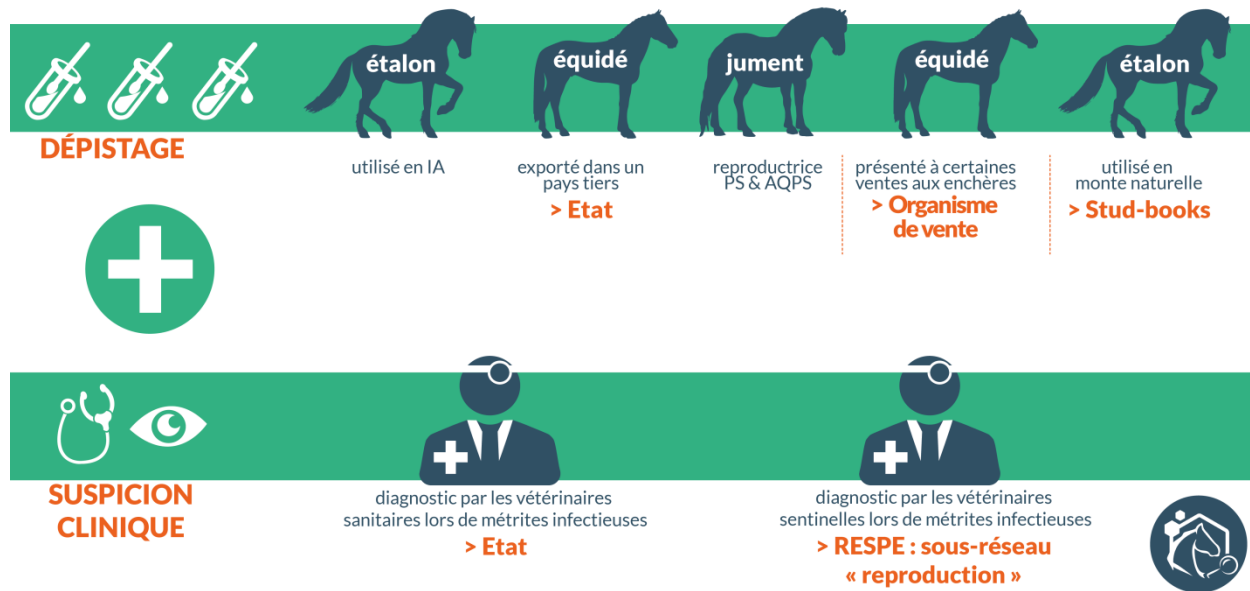 étalon
équidé
jument
équidé
étalon
DÉPISTAGE
utilisé en IA
exporté dans un
pays tiers
> Etat
reproductrice
PS & AQPS
présenté à certaines
ventes aux enchères
> Organisme
de vente
utilisé en
monte naturelle
> Stud-books
SUSPICION
CLINIQUE
diagnostic par les vétérinaires
sanitaires lors de métrites infectieuses
> Etat
diagnostic par les vétérinaires
sentinelles lors de métrites infectieuses
> RESPE : sous-réseau
« reproduction »